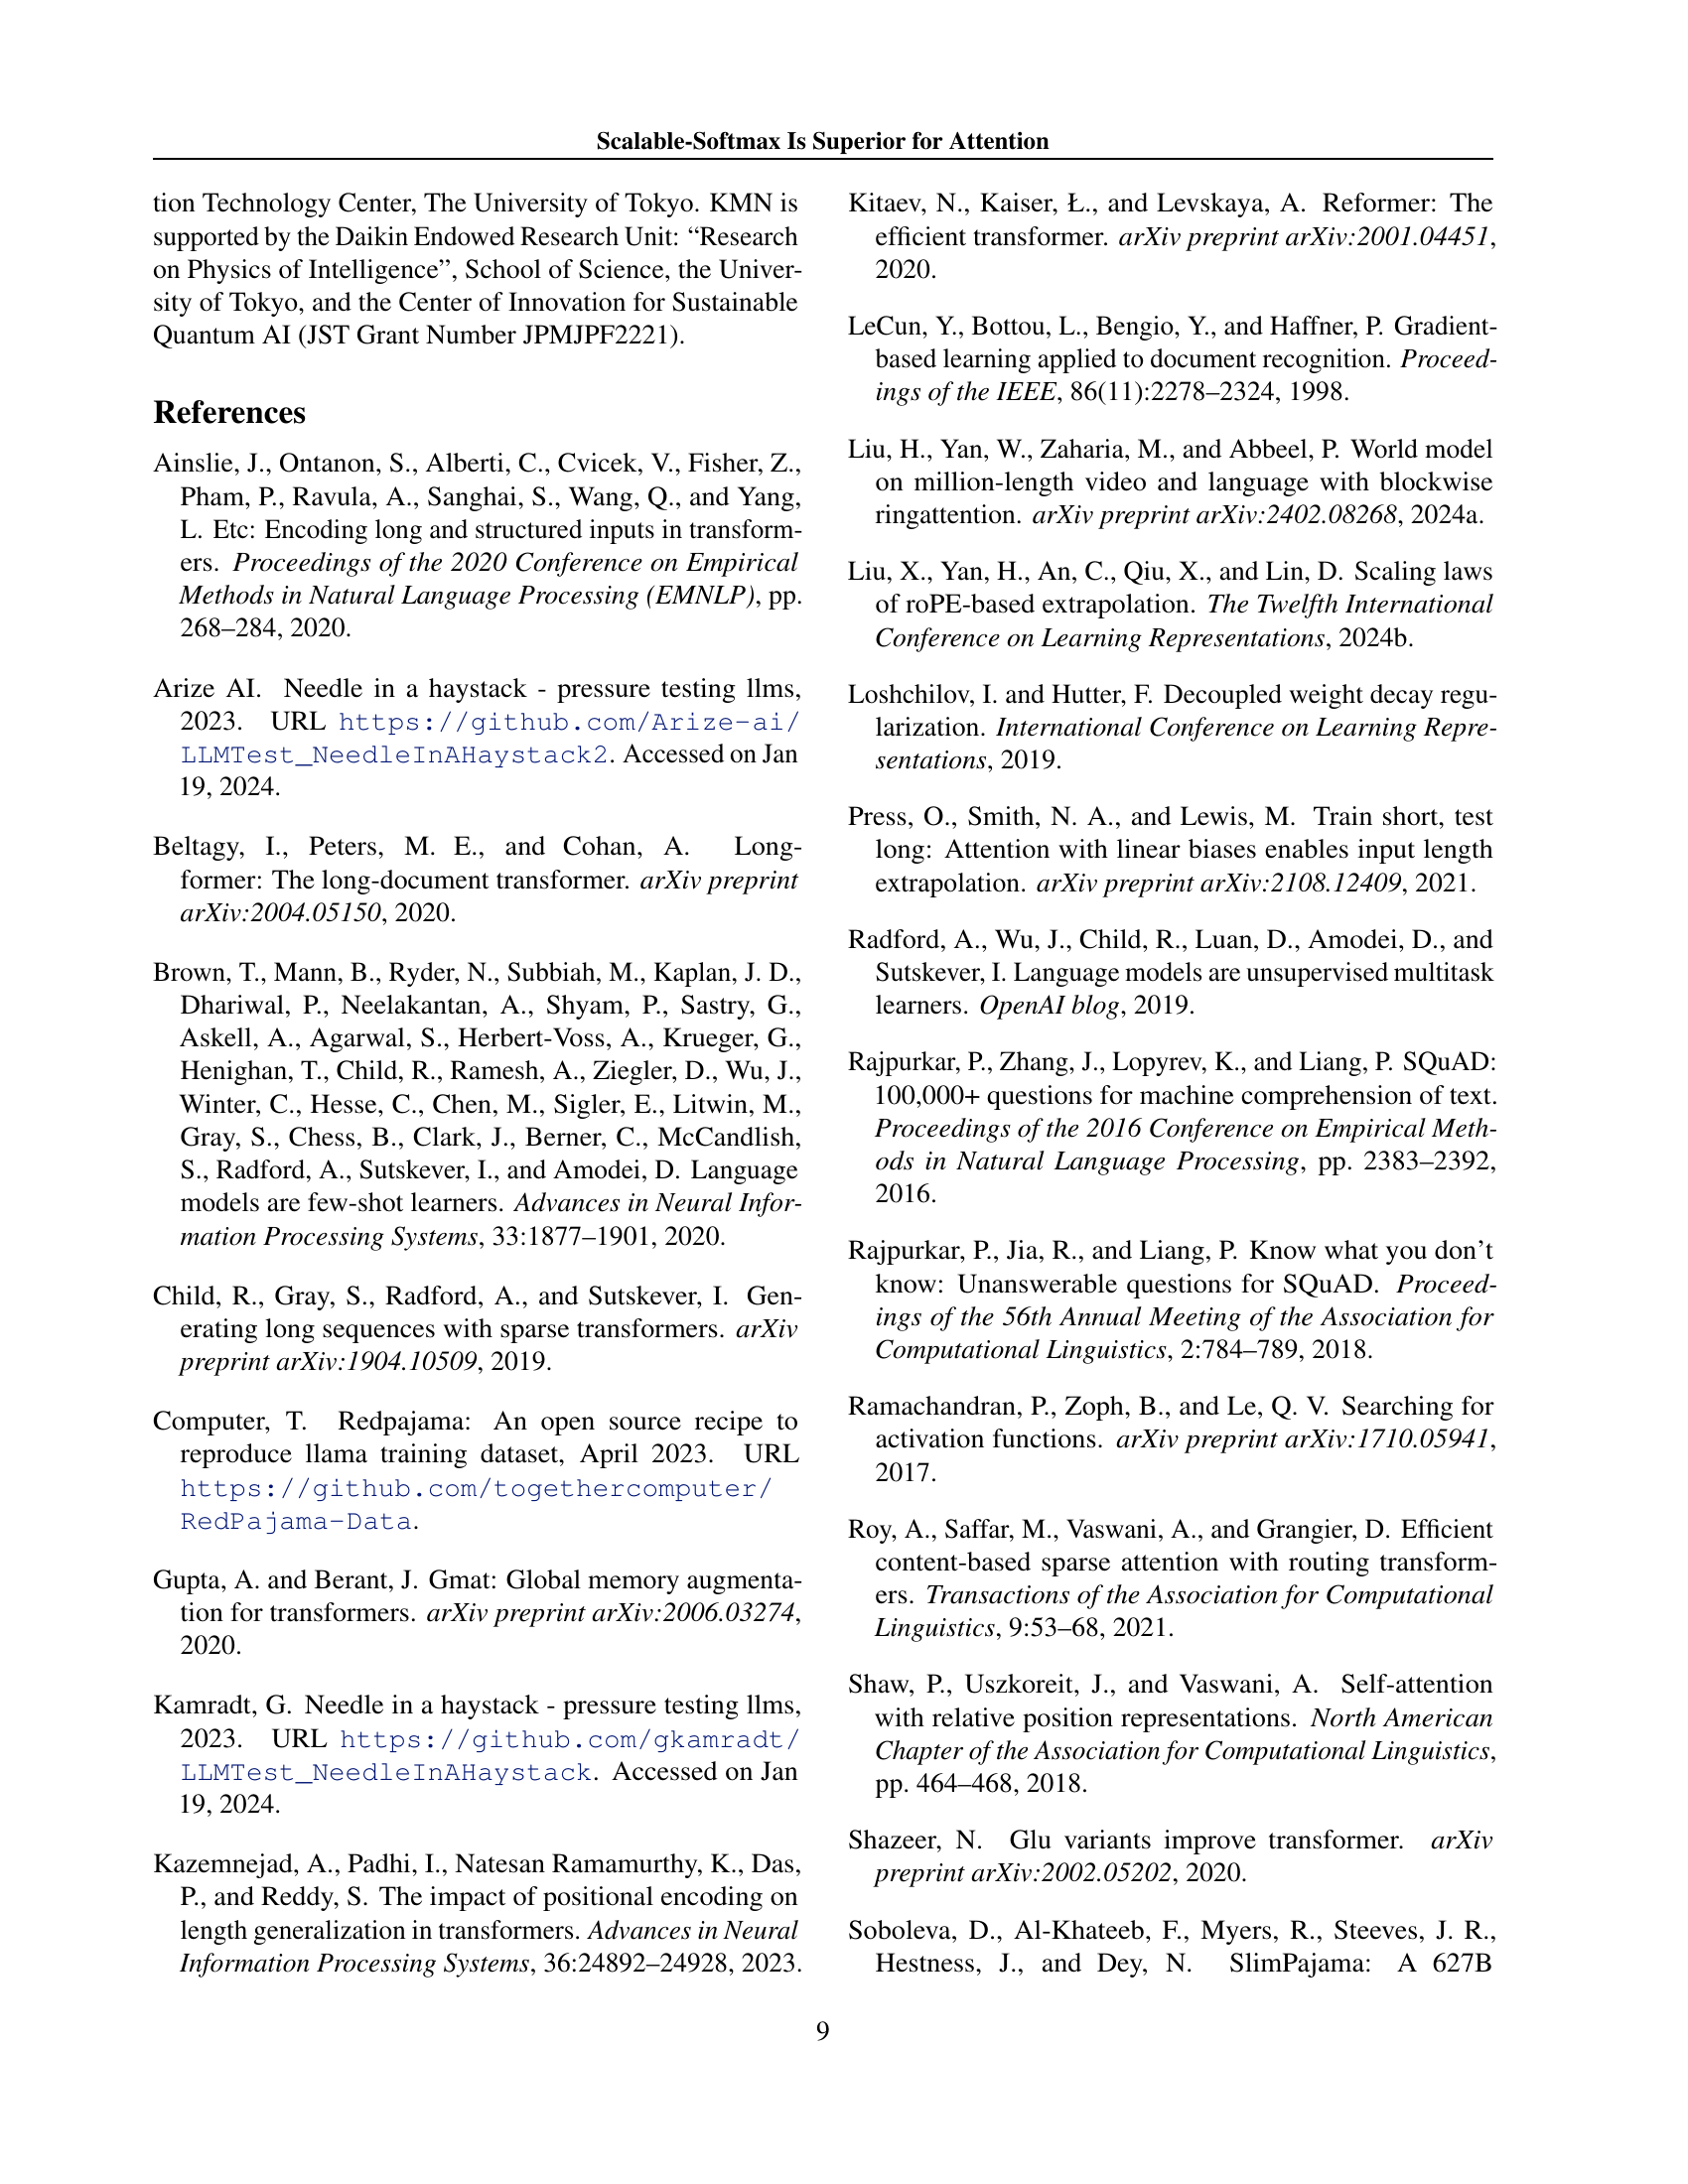 Scalable-Softmax Is Superior for Attention
tion Technology Center, The University of Tokyo. KMN is
supported by the Daikin Endowed Research Unit: “Research
on Physics of Intelligence”, School of Science, the Univer-
sity of Tokyo, and the Center of Innovation for Sustainable
Quantum AI (JST Grant Number JPMJPF2221).
References
Ainslie, J., Ontanon, S., Alberti, C., Cvicek, V., Fisher, Z.,
Pham, P., Ravula, A., Sanghai, S., Wang, Q., and Yang,
L. Etc: Encoding long and structured inputs in transform-
ers. Proceedings of the 2020 Conference on Empirical
Methods in Natural Language Processing (EMNLP), pp.
268–284, 2020.
Arize AI. Needle in a haystack - pressure testing llms,
2023. URL https://github.com/Arize-ai/
LLMTest_NeedleInAHaystack2. Accessed on Jan
19, 2024.
Beltagy, I., Peters, M. E., and Cohan, A. Long-
former: The long-document transformer. arXiv preprint
arXiv:2004.05150, 2020.
Brown, T., Mann, B., Ryder, N., Subbiah, M., Kaplan, J. D.,
Dhariwal, P., Neelakantan, A., Shyam, P., Sastry, G.,
Askell, A., Agarwal, S., Herbert-Voss, A., Krueger, G.,
Henighan, T., Child, R., Ramesh, A., Ziegler, D., Wu, J.,
Winter, C., Hesse, C., Chen, M., Sigler, E., Litwin, M.,
Gray, S., Chess, B., Clark, J., Berner, C., McCandlish,
S., Radford, A., Sutskever, I., and Amodei, D. Language
models are few-shot learners. Advances in Neural Infor-
mation Processing Systems, 33:1877–1901, 2020.
Child, R., Gray, S., Radford, A., and Sutskever, I. Gen-
erating long sequences with sparse transformers. arXiv
preprint arXiv:1904.10509, 2019.
Computer, T. Redpajama: An open source recipe to
reproduce llama training dataset, April 2023. URL
https://github.com/togethercomputer/
RedPajama-Data.
Gupta, A. and Berant, J. Gmat: Global memory augmenta-
tion for transformers. arXiv preprint arXiv:2006.03274,
2020.
Kamradt, G. Needle in a haystack - pressure testing llms,
2023. URL https://github.com/gkamradt/
LLMTest_NeedleInAHaystack. Accessed on Jan
19, 2024.
Kazemnejad, A., Padhi, I., Natesan Ramamurthy, K., Das,
P., and Reddy, S. The impact of positional encoding on
length generalization in transformers. Advances in Neural
Information Processing Systems, 36:24892–24928, 2023.
Kitaev, N., Kaiser, Ł., and Levskaya, A. Reformer: The
efficient transformer. arXiv preprint arXiv:2001.04451,
2020.
LeCun, Y., Bottou, L., Bengio, Y., and Haffner, P. Gradient-
based learning applied to document recognition. Proceed-
ings of the IEEE, 86(11):2278–2324, 1998.
Liu, H., Yan, W., Zaharia, M., and Abbeel, P. World model
on million-length video and language with blockwise
ringattention. arXiv preprint arXiv:2402.08268, 2024a.
Liu, X., Yan, H., An, C., Qiu, X., and Lin, D. Scaling laws
of roPE-based extrapolation. The Twelfth International
Conference on Learning Representations, 2024b.
Loshchilov, I. and Hutter, F. Decoupled weight decay regu-
larization. International Conference on Learning Repre-
sentations, 2019.
Press, O., Smith, N. A., and Lewis, M. Train short, test
long: Attention with linear biases enables input length
extrapolation. arXiv preprint arXiv:2108.12409, 2021.
Radford, A., Wu, J., Child, R., Luan, D., Amodei, D., and
Sutskever, I. Language models are unsupervised multitask
learners. OpenAI blog, 2019.
Rajpurkar, P., Zhang, J., Lopyrev, K., and Liang, P. SQuAD:
100,000+ questions for machine comprehension of text.
Proceedings of the 2016 Conference on Empirical Meth-
ods in Natural Language Processing, pp. 2383–2392,
2016.
Rajpurkar, P., Jia, R., and Liang, P. Know what you don’t
know: Unanswerable questions for SQuAD. Proceed-
ings of the 56th Annual Meeting of the Association for
Computational Linguistics, 2:784–789, 2018.
Ramachandran, P., Zoph, B., and Le, Q. V. Searching for
activation functions. arXiv preprint arXiv:1710.05941,
2017.
Roy, A., Saffar, M., Vaswani, A., and Grangier, D. Efficient
content-based sparse attention with routing transform-
ers. Transactions of the Association for Computational
Linguistics, 9:53–68, 2021.
Shaw, P., Uszkoreit, J., and Vaswani, A. Self-attention
with relative position representations. North American
Chapter of the Association for Computational Linguistics,
pp. 464–468, 2018.
Shazeer, N. Glu variants improve transformer. arXiv
preprint arXiv:2002.05202, 2020.
Soboleva, D., Al-Khateeb, F., Myers, R., Steeves, J. R.,
Hestness, J., and Dey, N. SlimPajama: A 627B
9